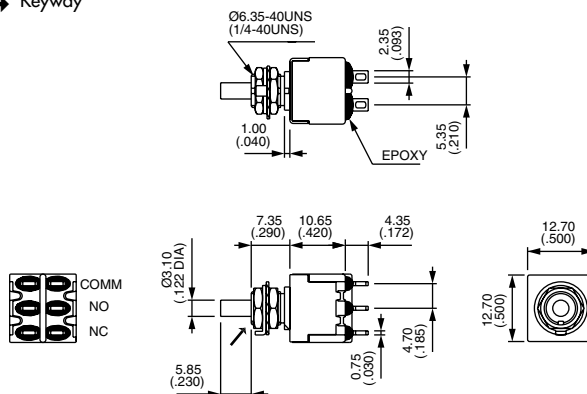 Keyway
Ø6.35-40UNS
(1/4-40UNS)
2.35
(.093)
1.00
(.040)
EPOXY
5.35
(.210)
7.35
(.290)
10.65
(.420)
4.35
(.172)
12.70
(.500)
Ø3.10
(.122 DIA)
COMM
NO
NC
12.70
(.500)
4.70
(.185)
0.75
(.030)
5.85
(.230)